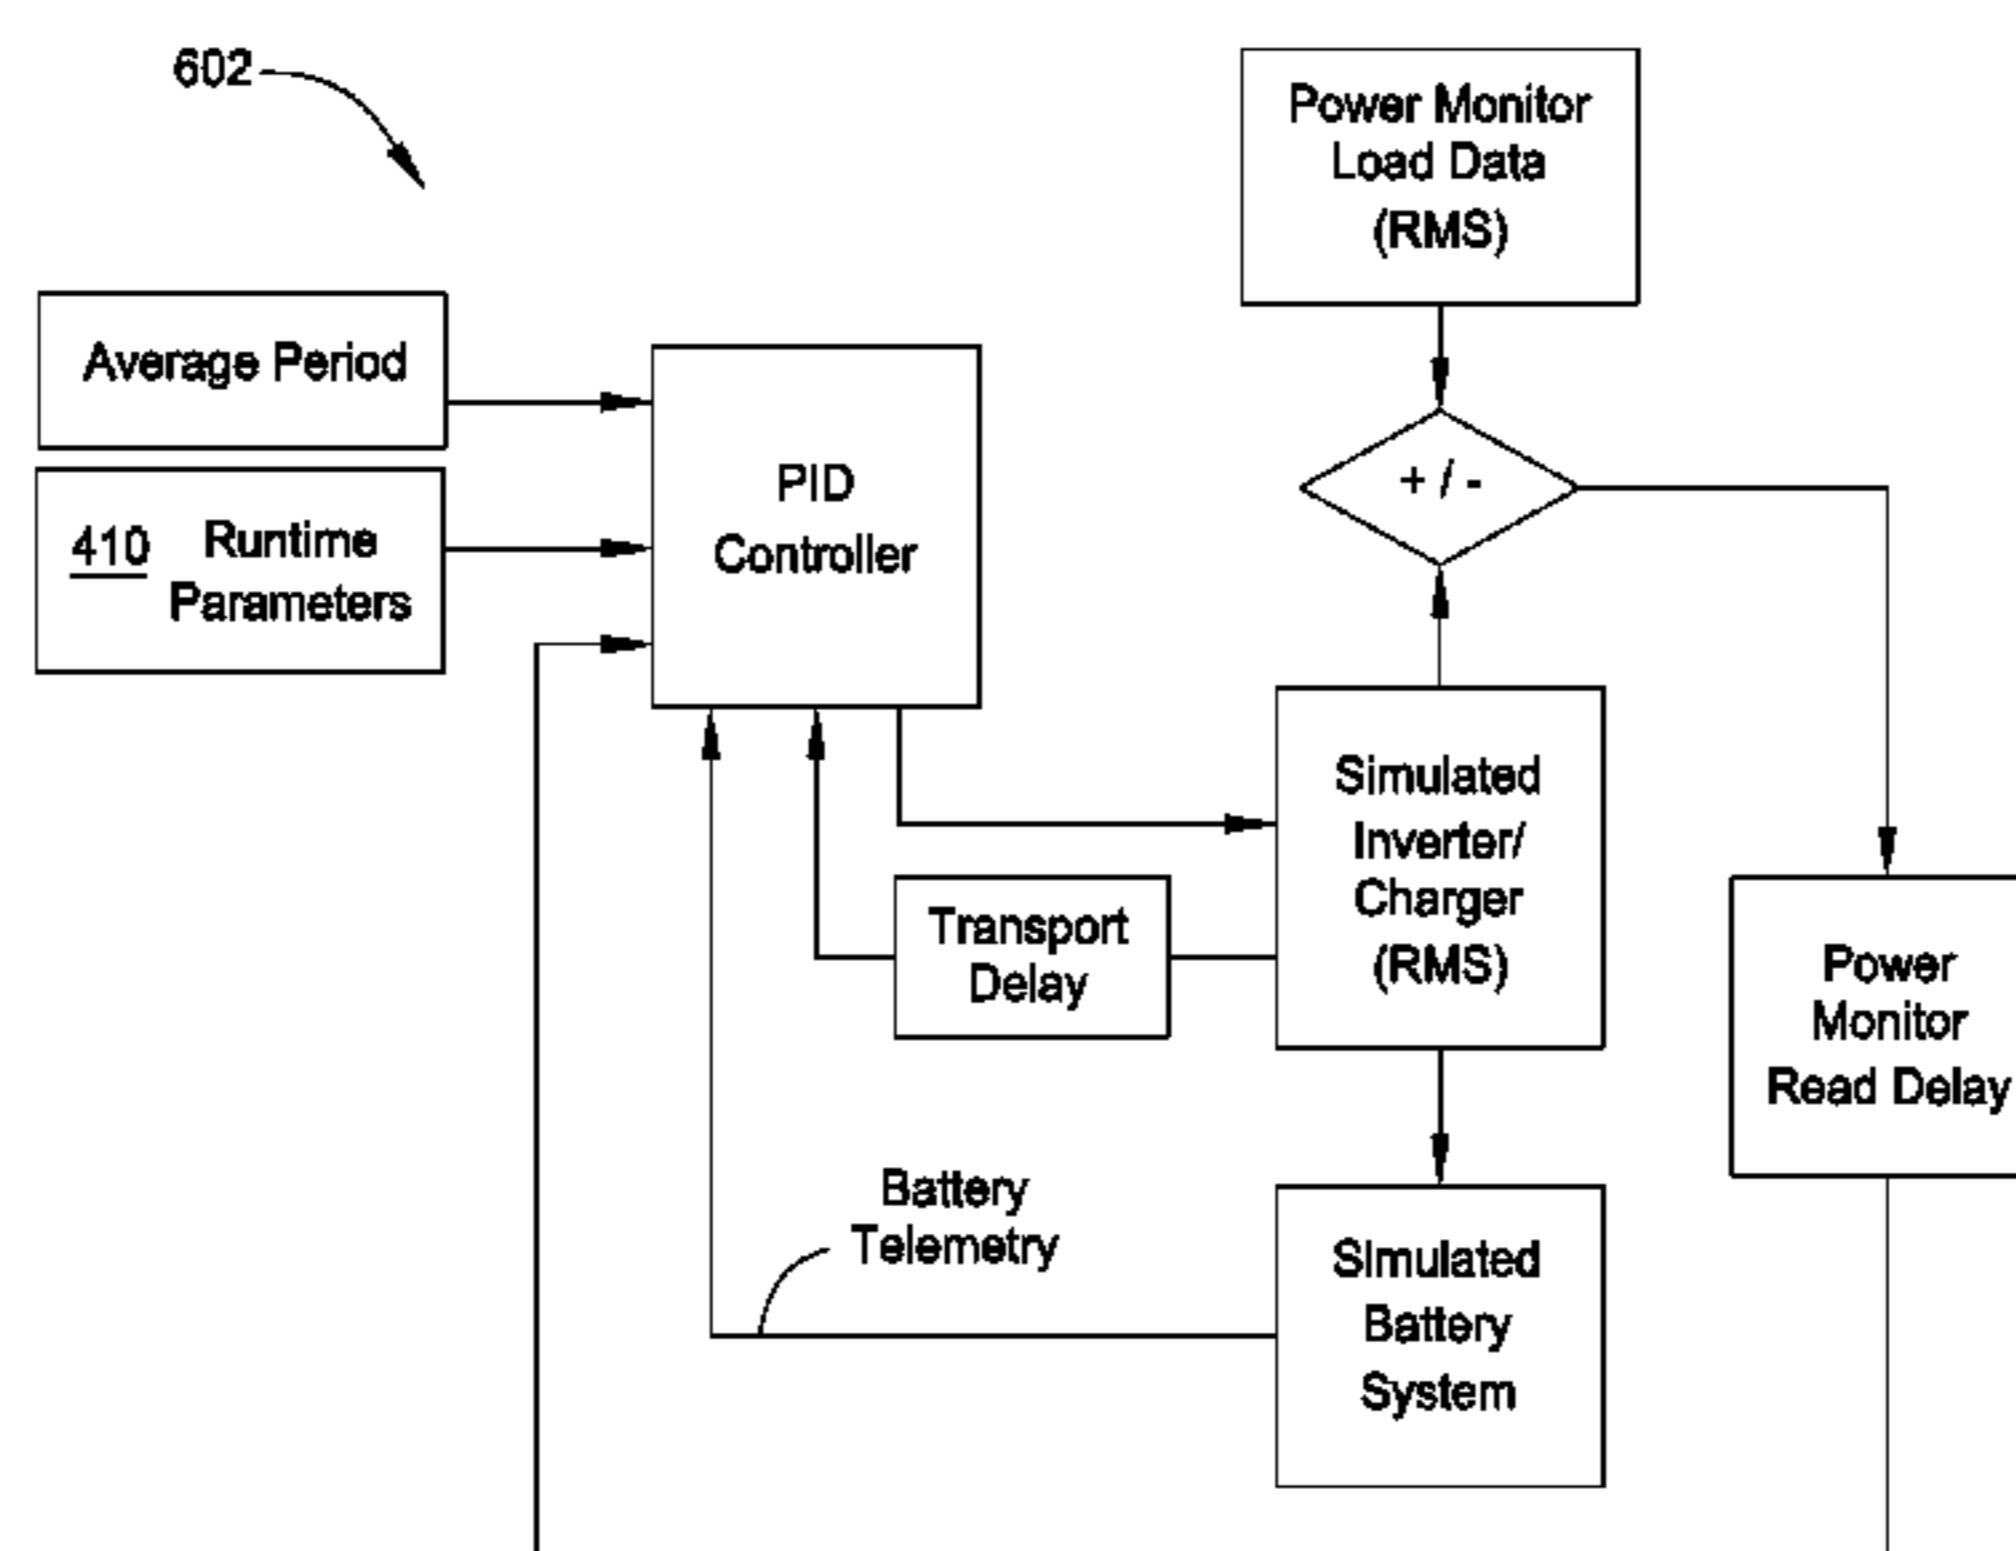 602
Power Monitor
Load Data
(RMS)
Average Period
410 Runtime
Parameters
PID
Controller
+ / -
Simulated
Inverter/
Charger
(RMS)
Transport
Delay
Power
Monitor
Read Delay
Battery
Telemetry
Simulated
Battery
System